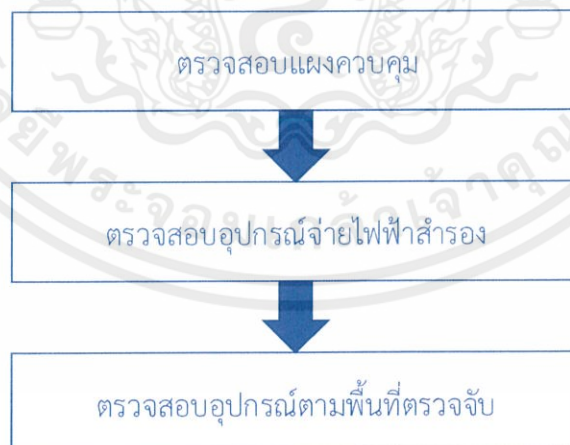 ตรวจสอบแผงควบคุม
ตรวจสอบอุปกรณ์จ่ายไฟฟ้าสำรอง
ตรวจสอบอุปกรณ์ตามพื้นที่ตรวจจับ